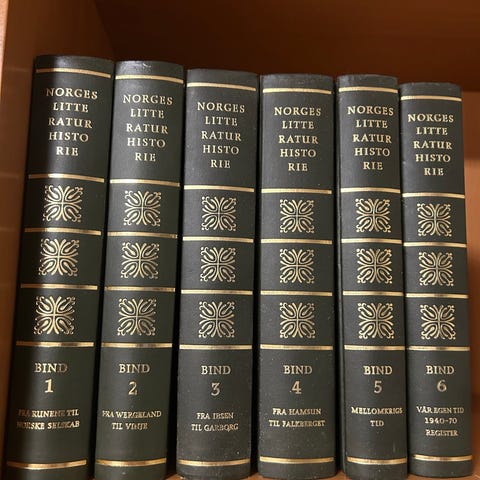 NORGES
LITTE
RATUR
HISTO
RIE
BIND
1
FRA RUNENE TIL
NORSKE SELSKAB
NORGES
LITTE
RATUR
HISTO
RIE
BIND
2
FRA WERGELAND
TIL VINJE
NORGES
LITTE
RATUR
HISTO
RIE
BIND
3
FRA IBSEN
TIL GARBORG
NORGES
LITTE
RATUR
HISTO
RIE
BIND
4
FRA HAMSUN
TIL FALKBERGET
NORGES
LITTE
RATUR
HISTO
RIE
BIND
5
MELLOMKRIGS
TID
NORGES
LITTE
RATUR
HISTO
RIE
BIND
6
VÅR EGEN TID
1940-70
REGISTER